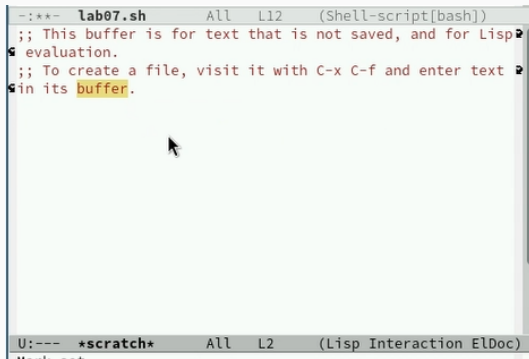 -:**- lab07.sh All L12 (Shell-script[bash])
;; This buffer is for text that is not saved, and for Lisp
evaluation.
;; To create a file, visit it with C-x C-f and enter text
in its buffer.
U:--- *scratch* All L2 (Lisp Interaction ElDoc)